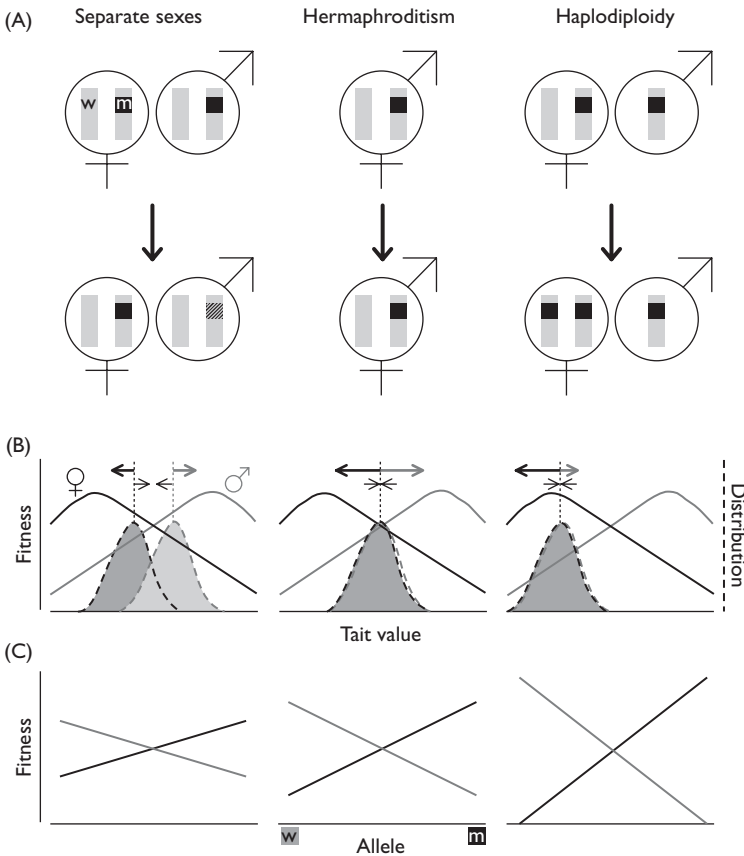 (A) Separate sexes Hermaphroditism Haplodiploidy
w m
(B)
Fitness
Distribution
Tait value
(C)
Fitness
w m
Allele